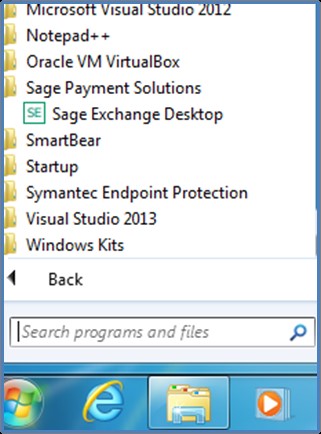 Microsoft Visual Studio 2012
Notepad++
Oracle VM VirtualBox
Sage Payment Solutions
SE Sage Exchange Desktop
SmartBear
Startup
Symantec Endpoint Protection
Visual Studio 2013
Windows Kits
Back
Search programs and files